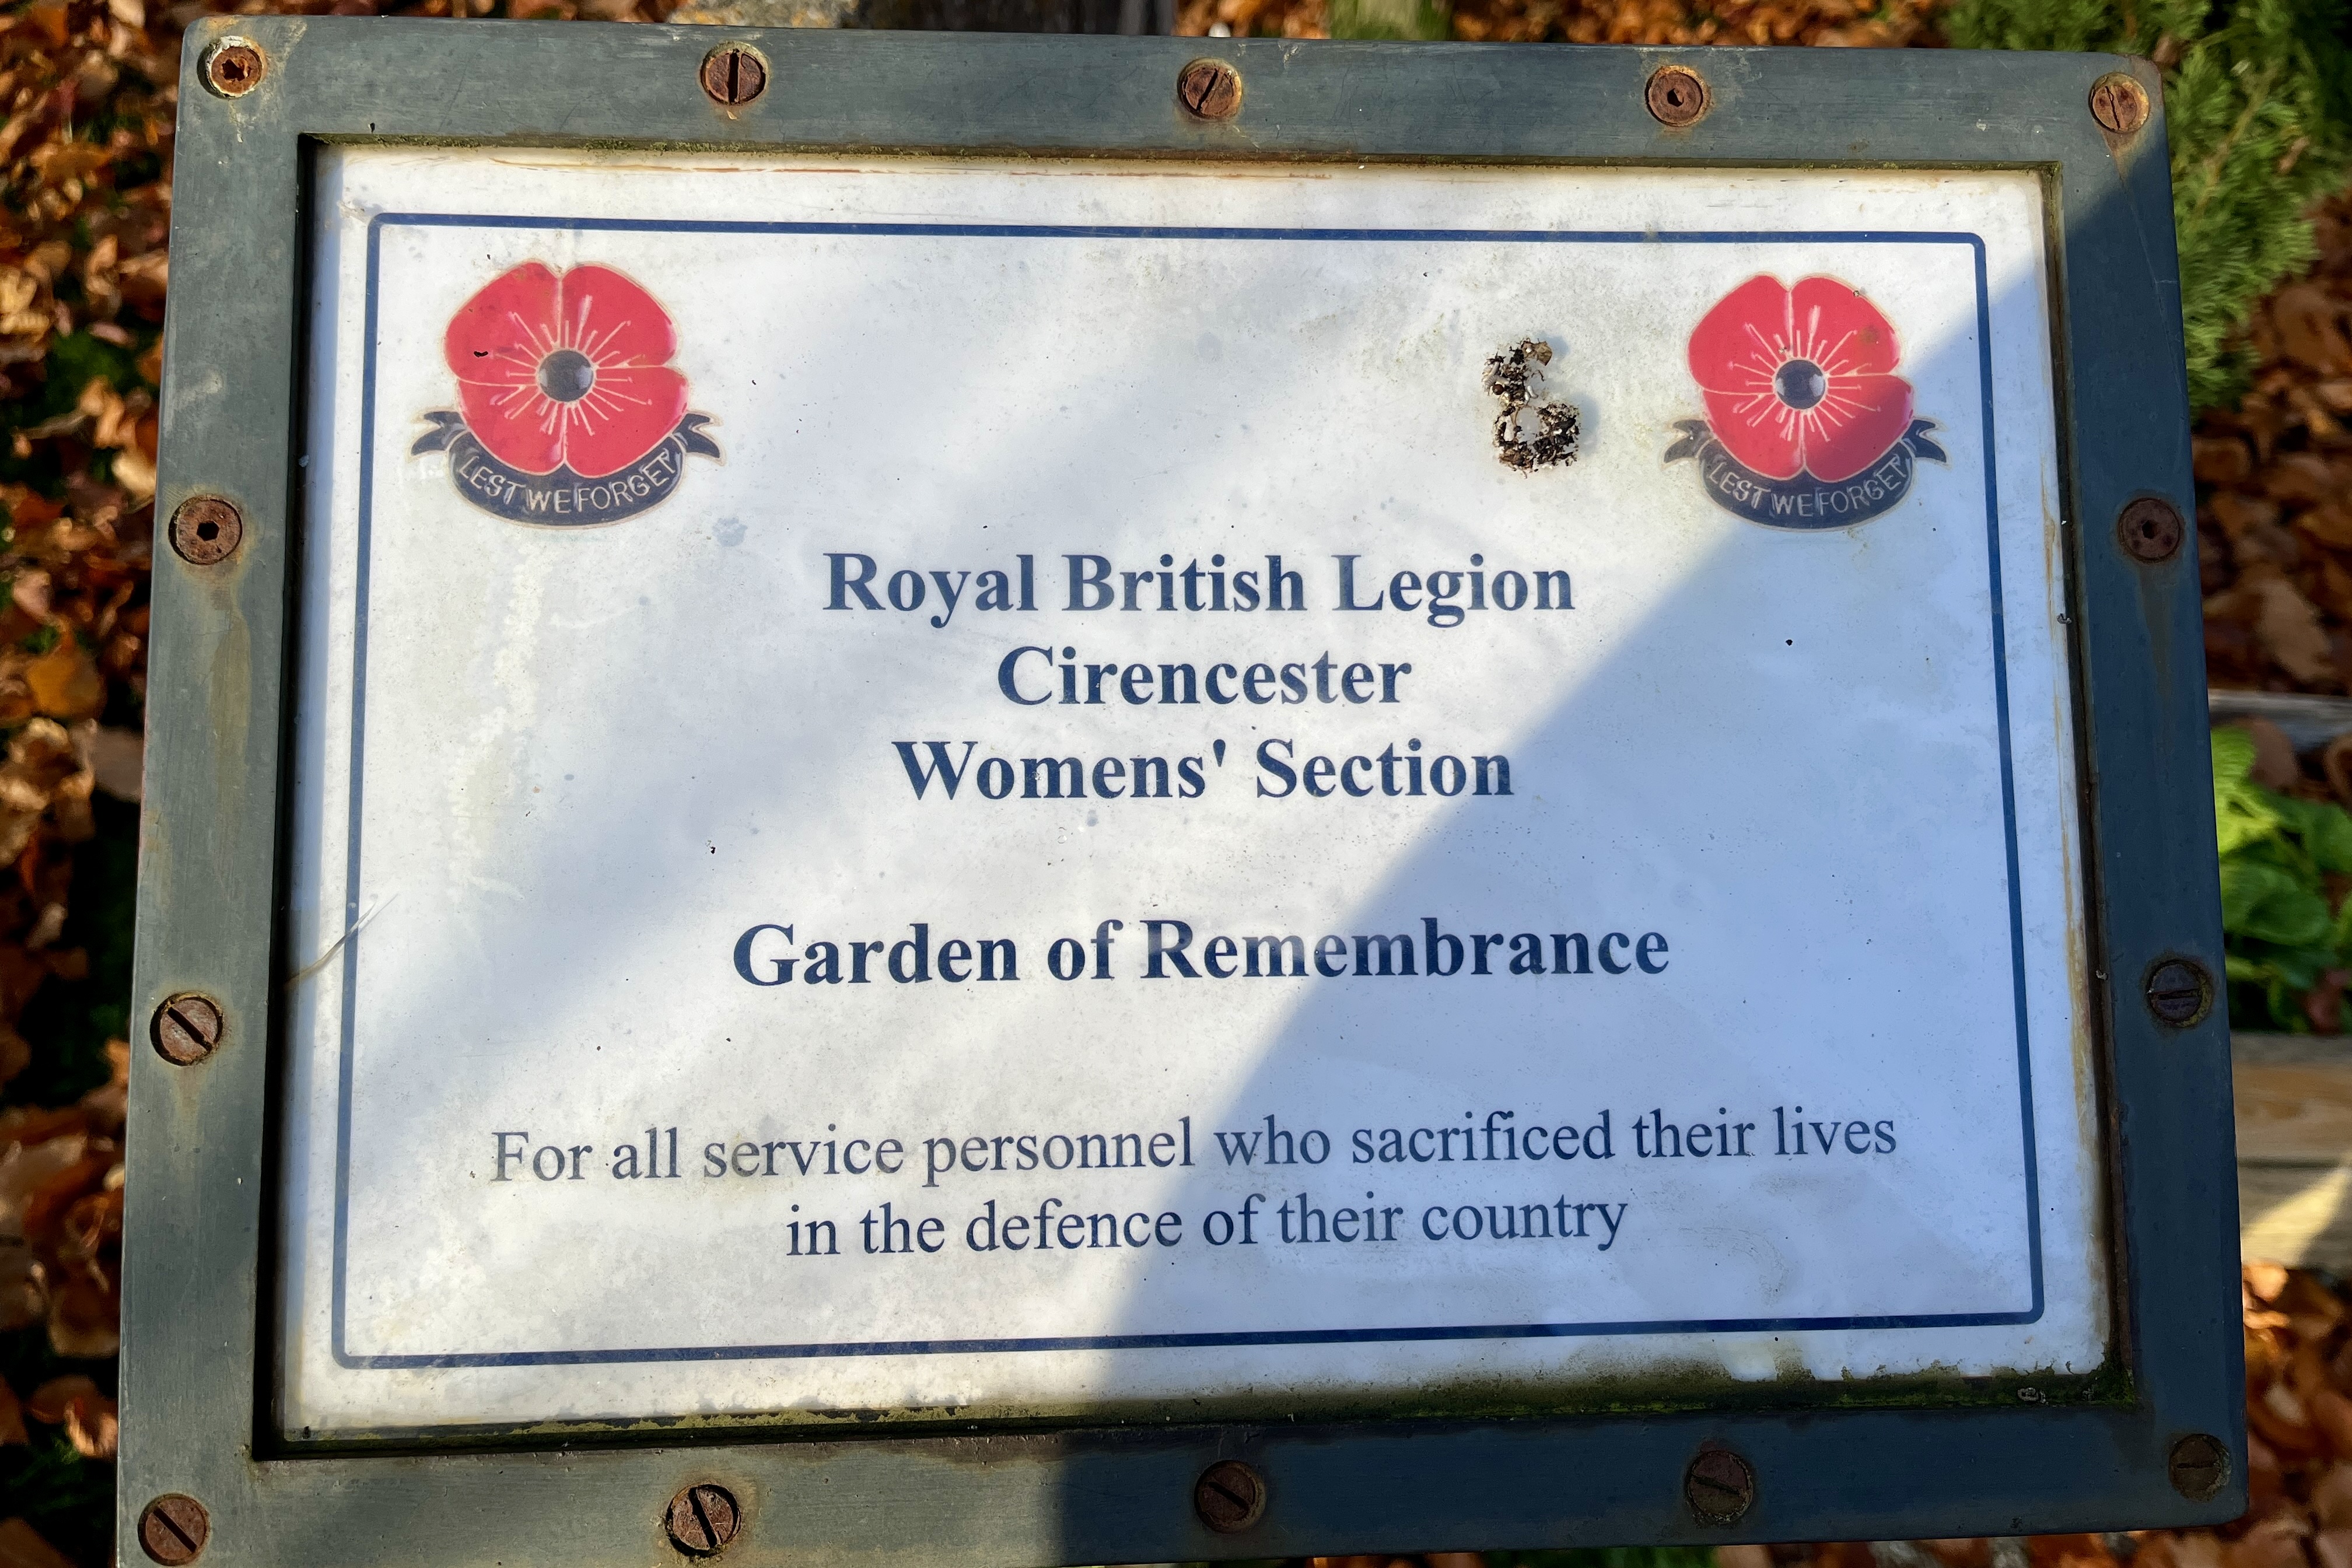 LEST WE FORGET
LEST WE FORGET
Royal British Legion
Cirencester
Womens' Section
Garden of Remembrance
For all service personnel who sacrificed their lives
in the defence of their country